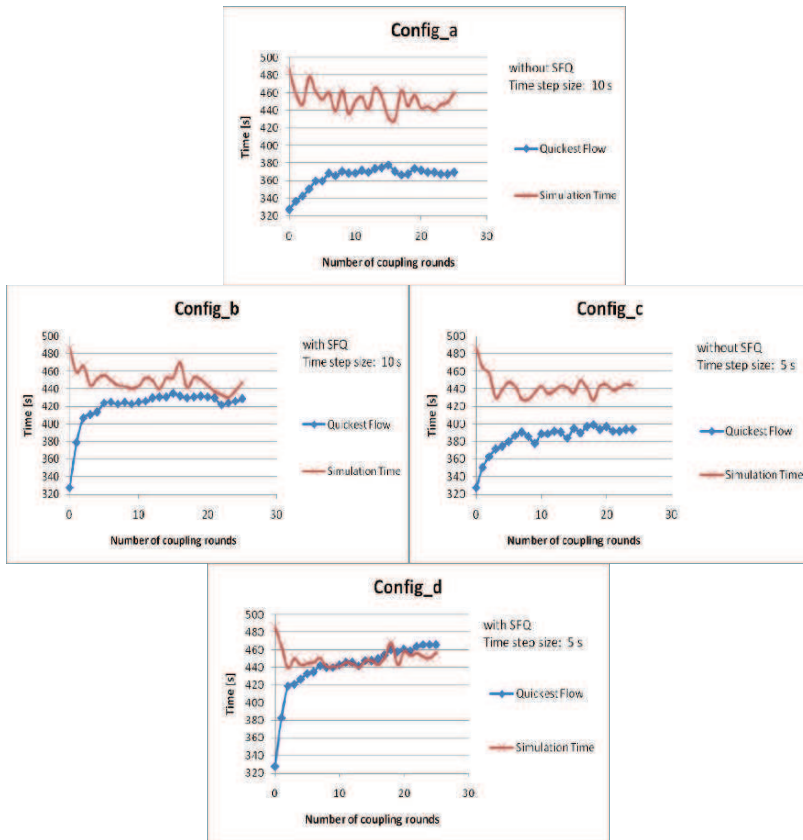 Config_a
500
480
460
440
420
400
380
360
340
320
0
10
20
30
Time [s]
Number of coupling rounds
without SFQ
Time step size: 10 s
Quickest Flow
Simulation Time
Config_b
500
480
460
440
420
400
380
360
340
320
0
10
20
30
Time [s]
Number of coupling rounds
with SFQ
Time step size: 10 s
Quickest Flow
Simulation Time
Config_c
500
480
460
440
420
400
380
360
340
320
0
10
20
30
Time [s]
Number of coupling rounds
without SFQ
Time step size: 5 s
Quickest Flow
Simulation Time
Config_d
500
480
460
440
420
400
380
360
340
320
0
10
20
30
Time [s]
Number of coupling rounds
with SFQ
Time step size: 5 s
Quickest Flow
Simulation Time